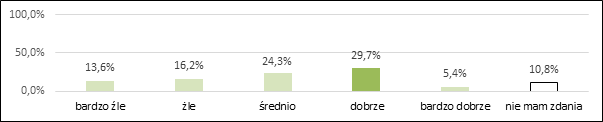 100,0%
50,0%
0,0%
13,6%
16,2%
24,3%
29,7%
5,4%
10,8%
bardzo źle
żle
średnio
dobrze
bardzo dobrze
nie mam zdania